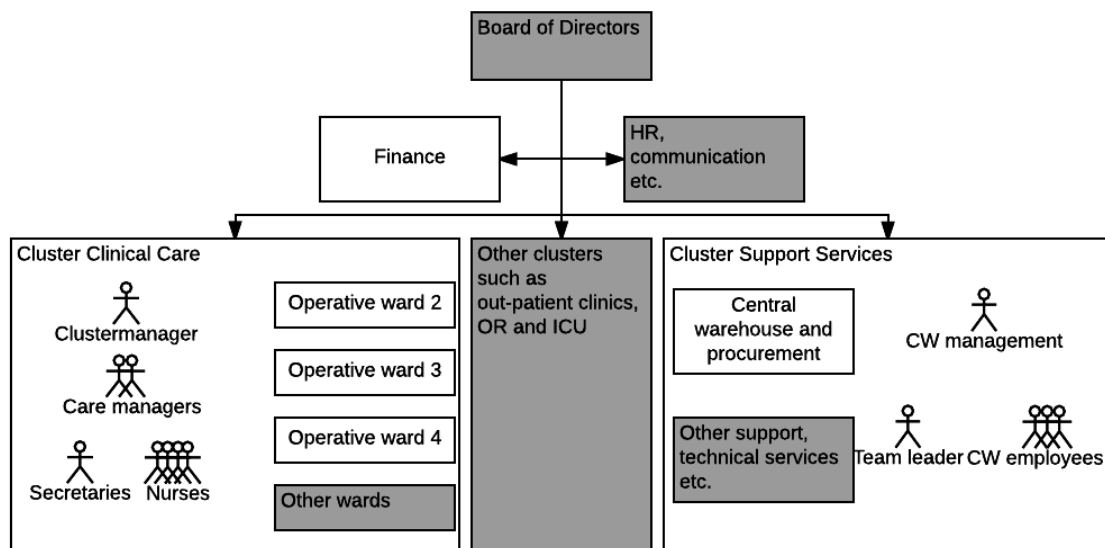 Board of Directors
Finance
HR,
communication
etc.
Cluster Clinical Care
Clustermanager
Care managers
Secretaries
Nurses
Operative ward 2
Operative ward 3
Operative ward 4
Other wards
Other clusters
such as
out-patient clinics,
OR and ICU
Cluster Support Services
Central
warehouse and
procurement
CW management
Other support,
technical services
etc.
Team leader
CW employees